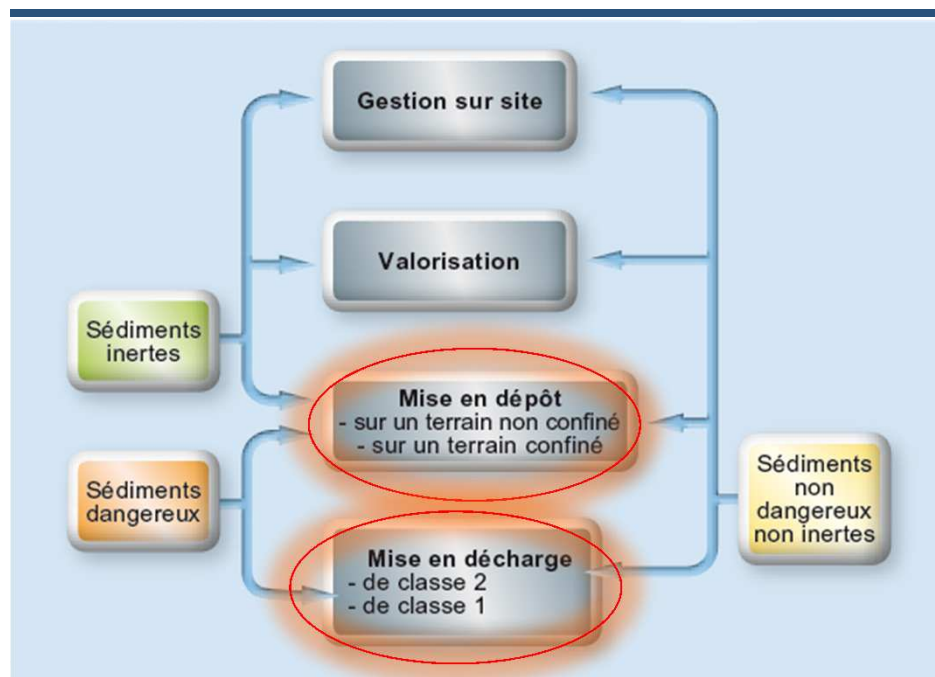 Gestion sur site
Valorisation
Sédiments
inertes
Mise en dépôt
- sur un terrain non confiné
- sur un terrain confiné
Sédiments
dangereux
Sédiments
non
dangereux
non inertes
Mise en décharge
- de classe 2
- de classe 1